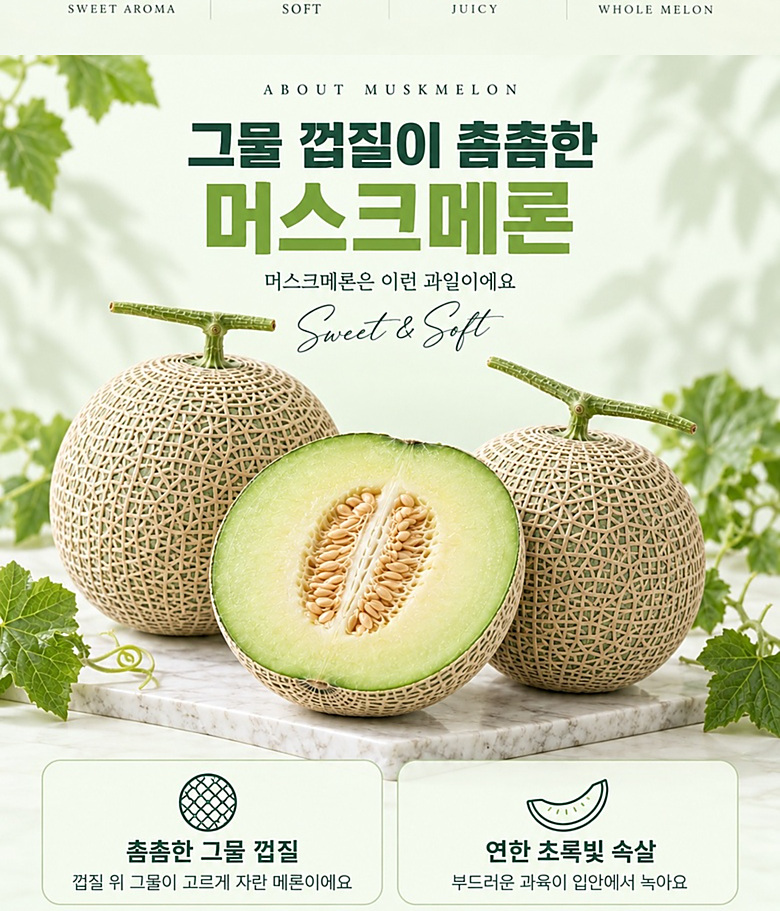 SWEET AROMA
SOFT
JUICY
WHOLE MELON
ABOUT MUSKMELON
그물 껍질이 촘촘한
머스크메론
머스크메론은 이런 과일이에요
Sweet & Soft
촘촘한 그물 껍질
껍질 위 그물이 고르게 자란 메론이에요
연한 초록빛 속살
부드러운 과육이 입안에서 녹아요